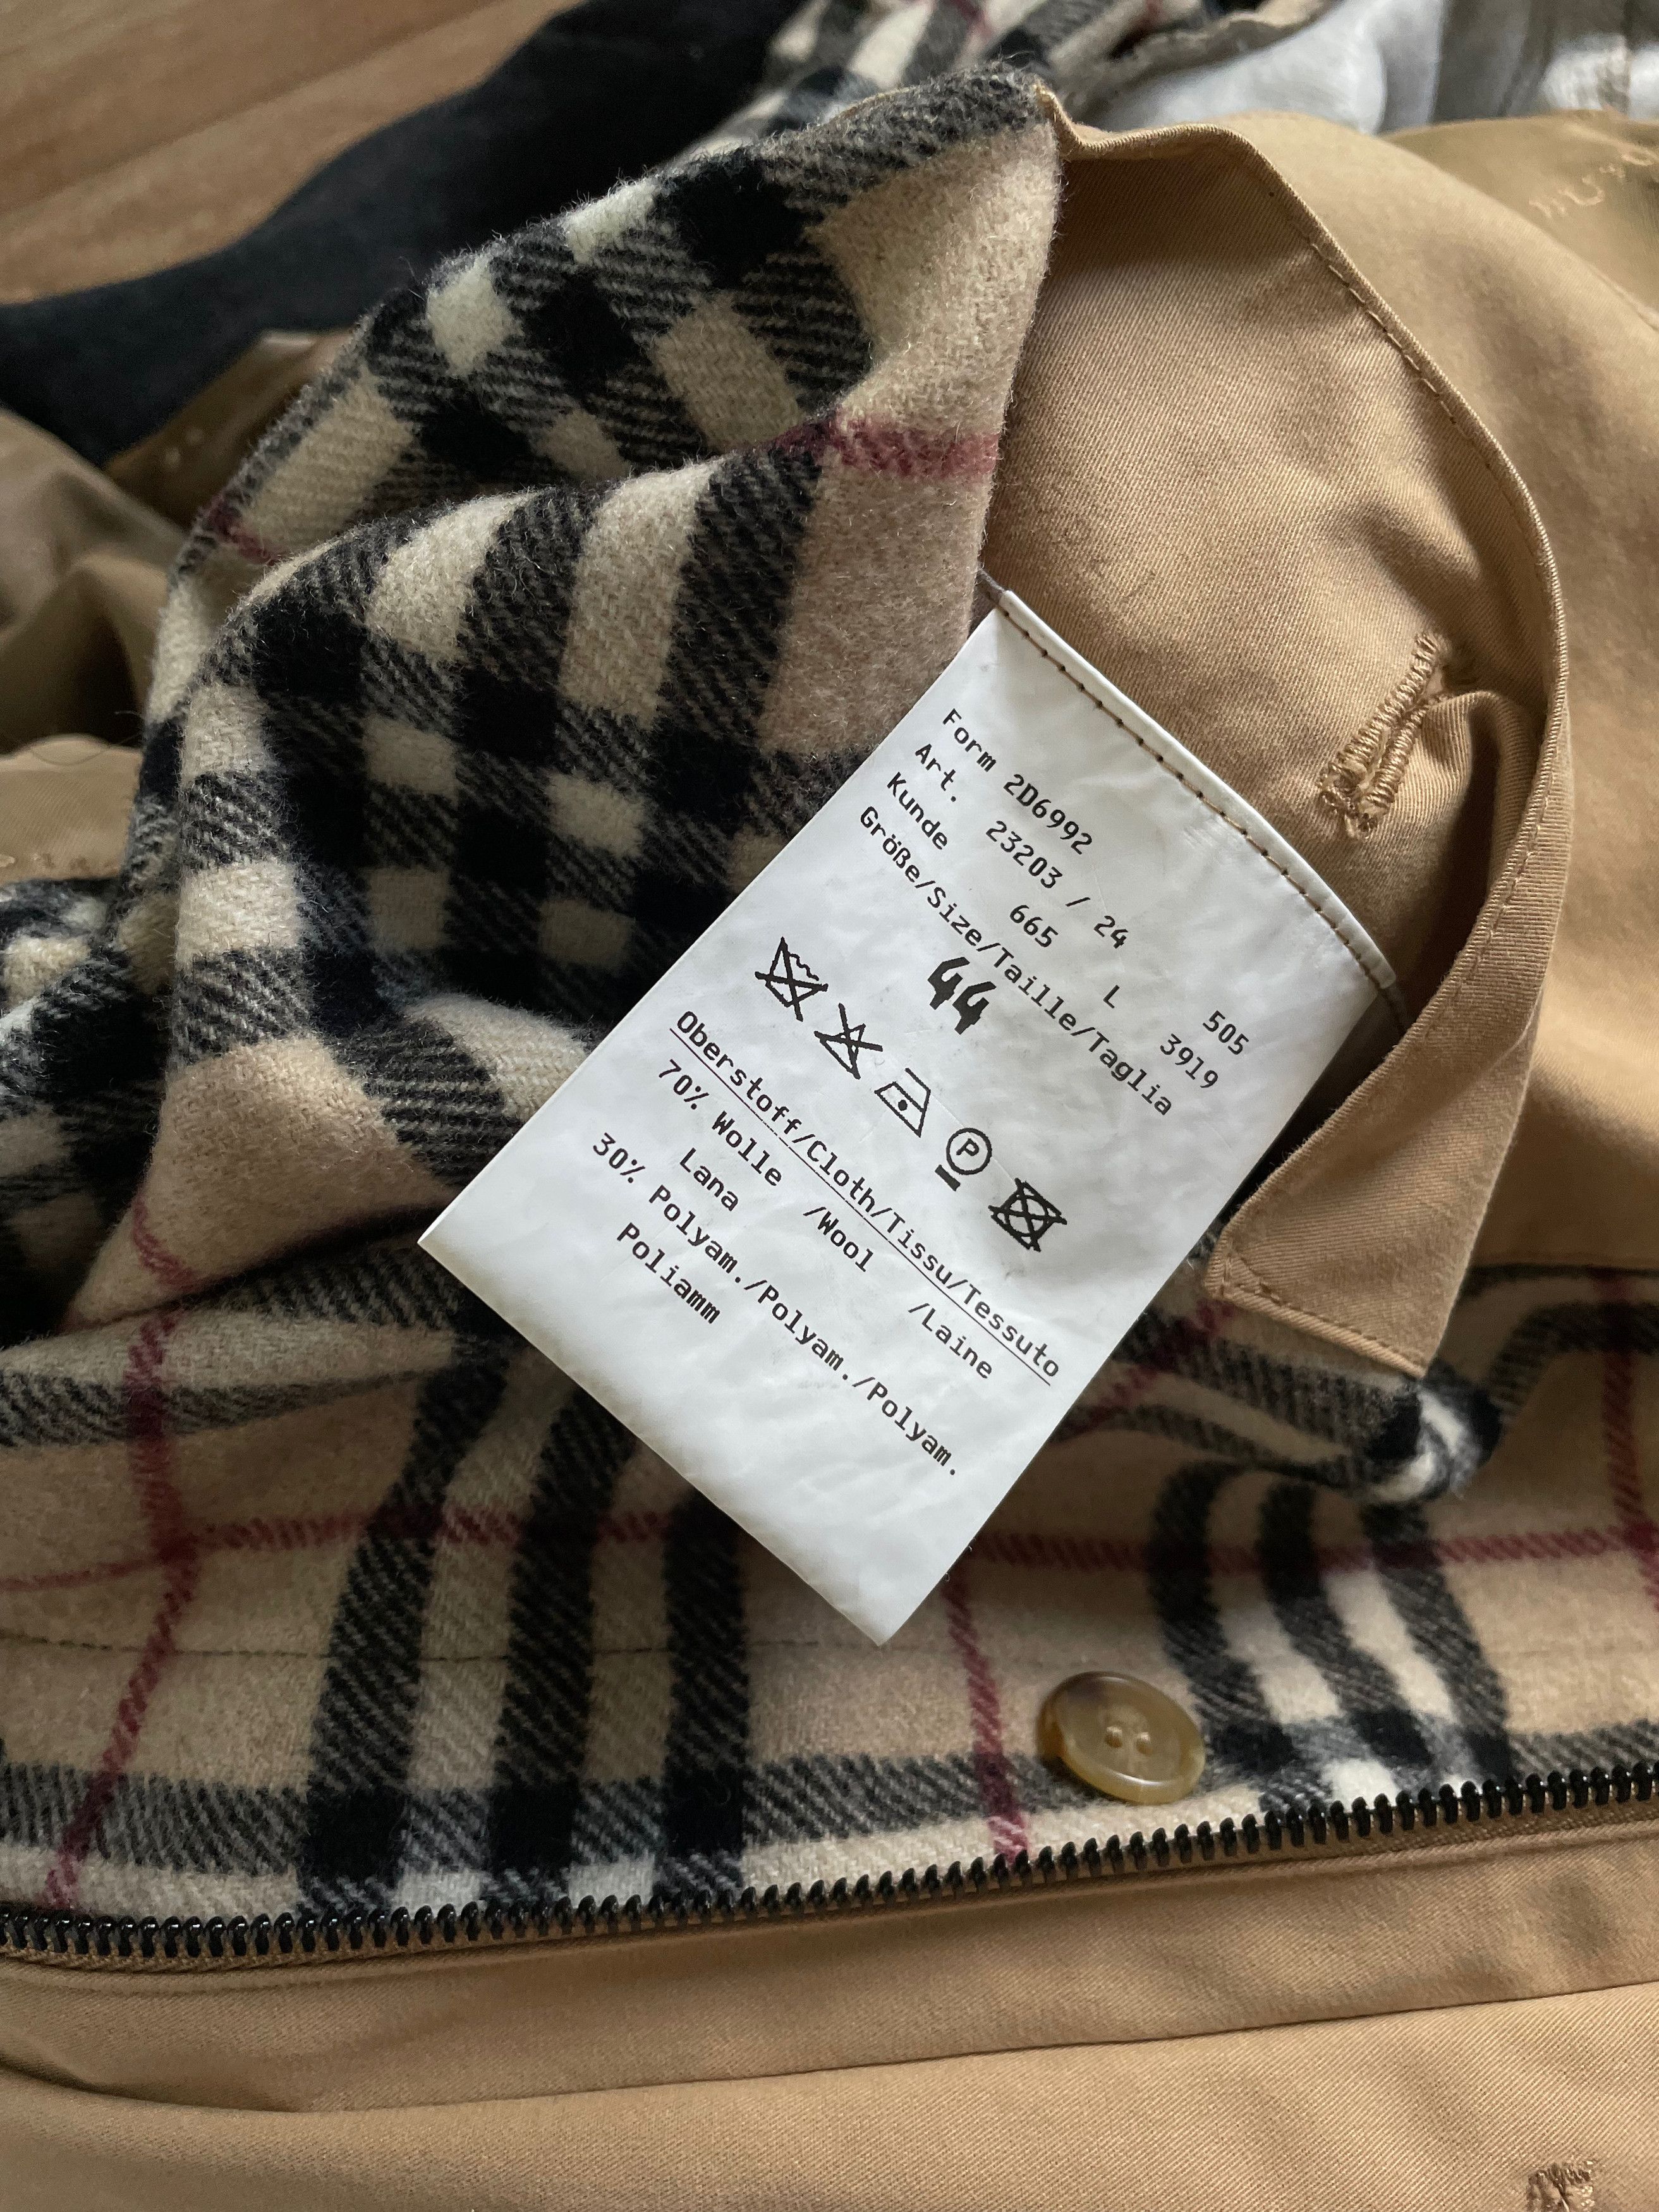 Form 2D6992
Art. 23203 / 24 505
Kunde 665 L 3919
Größe/Size/Taille/Taglia
44
P
Oberstoff/Cloth/Tissu/Tessuto
70% Wolle /Wool /Laine
Lana
30% Polyam./Polyam./Polyam.
Poliamm